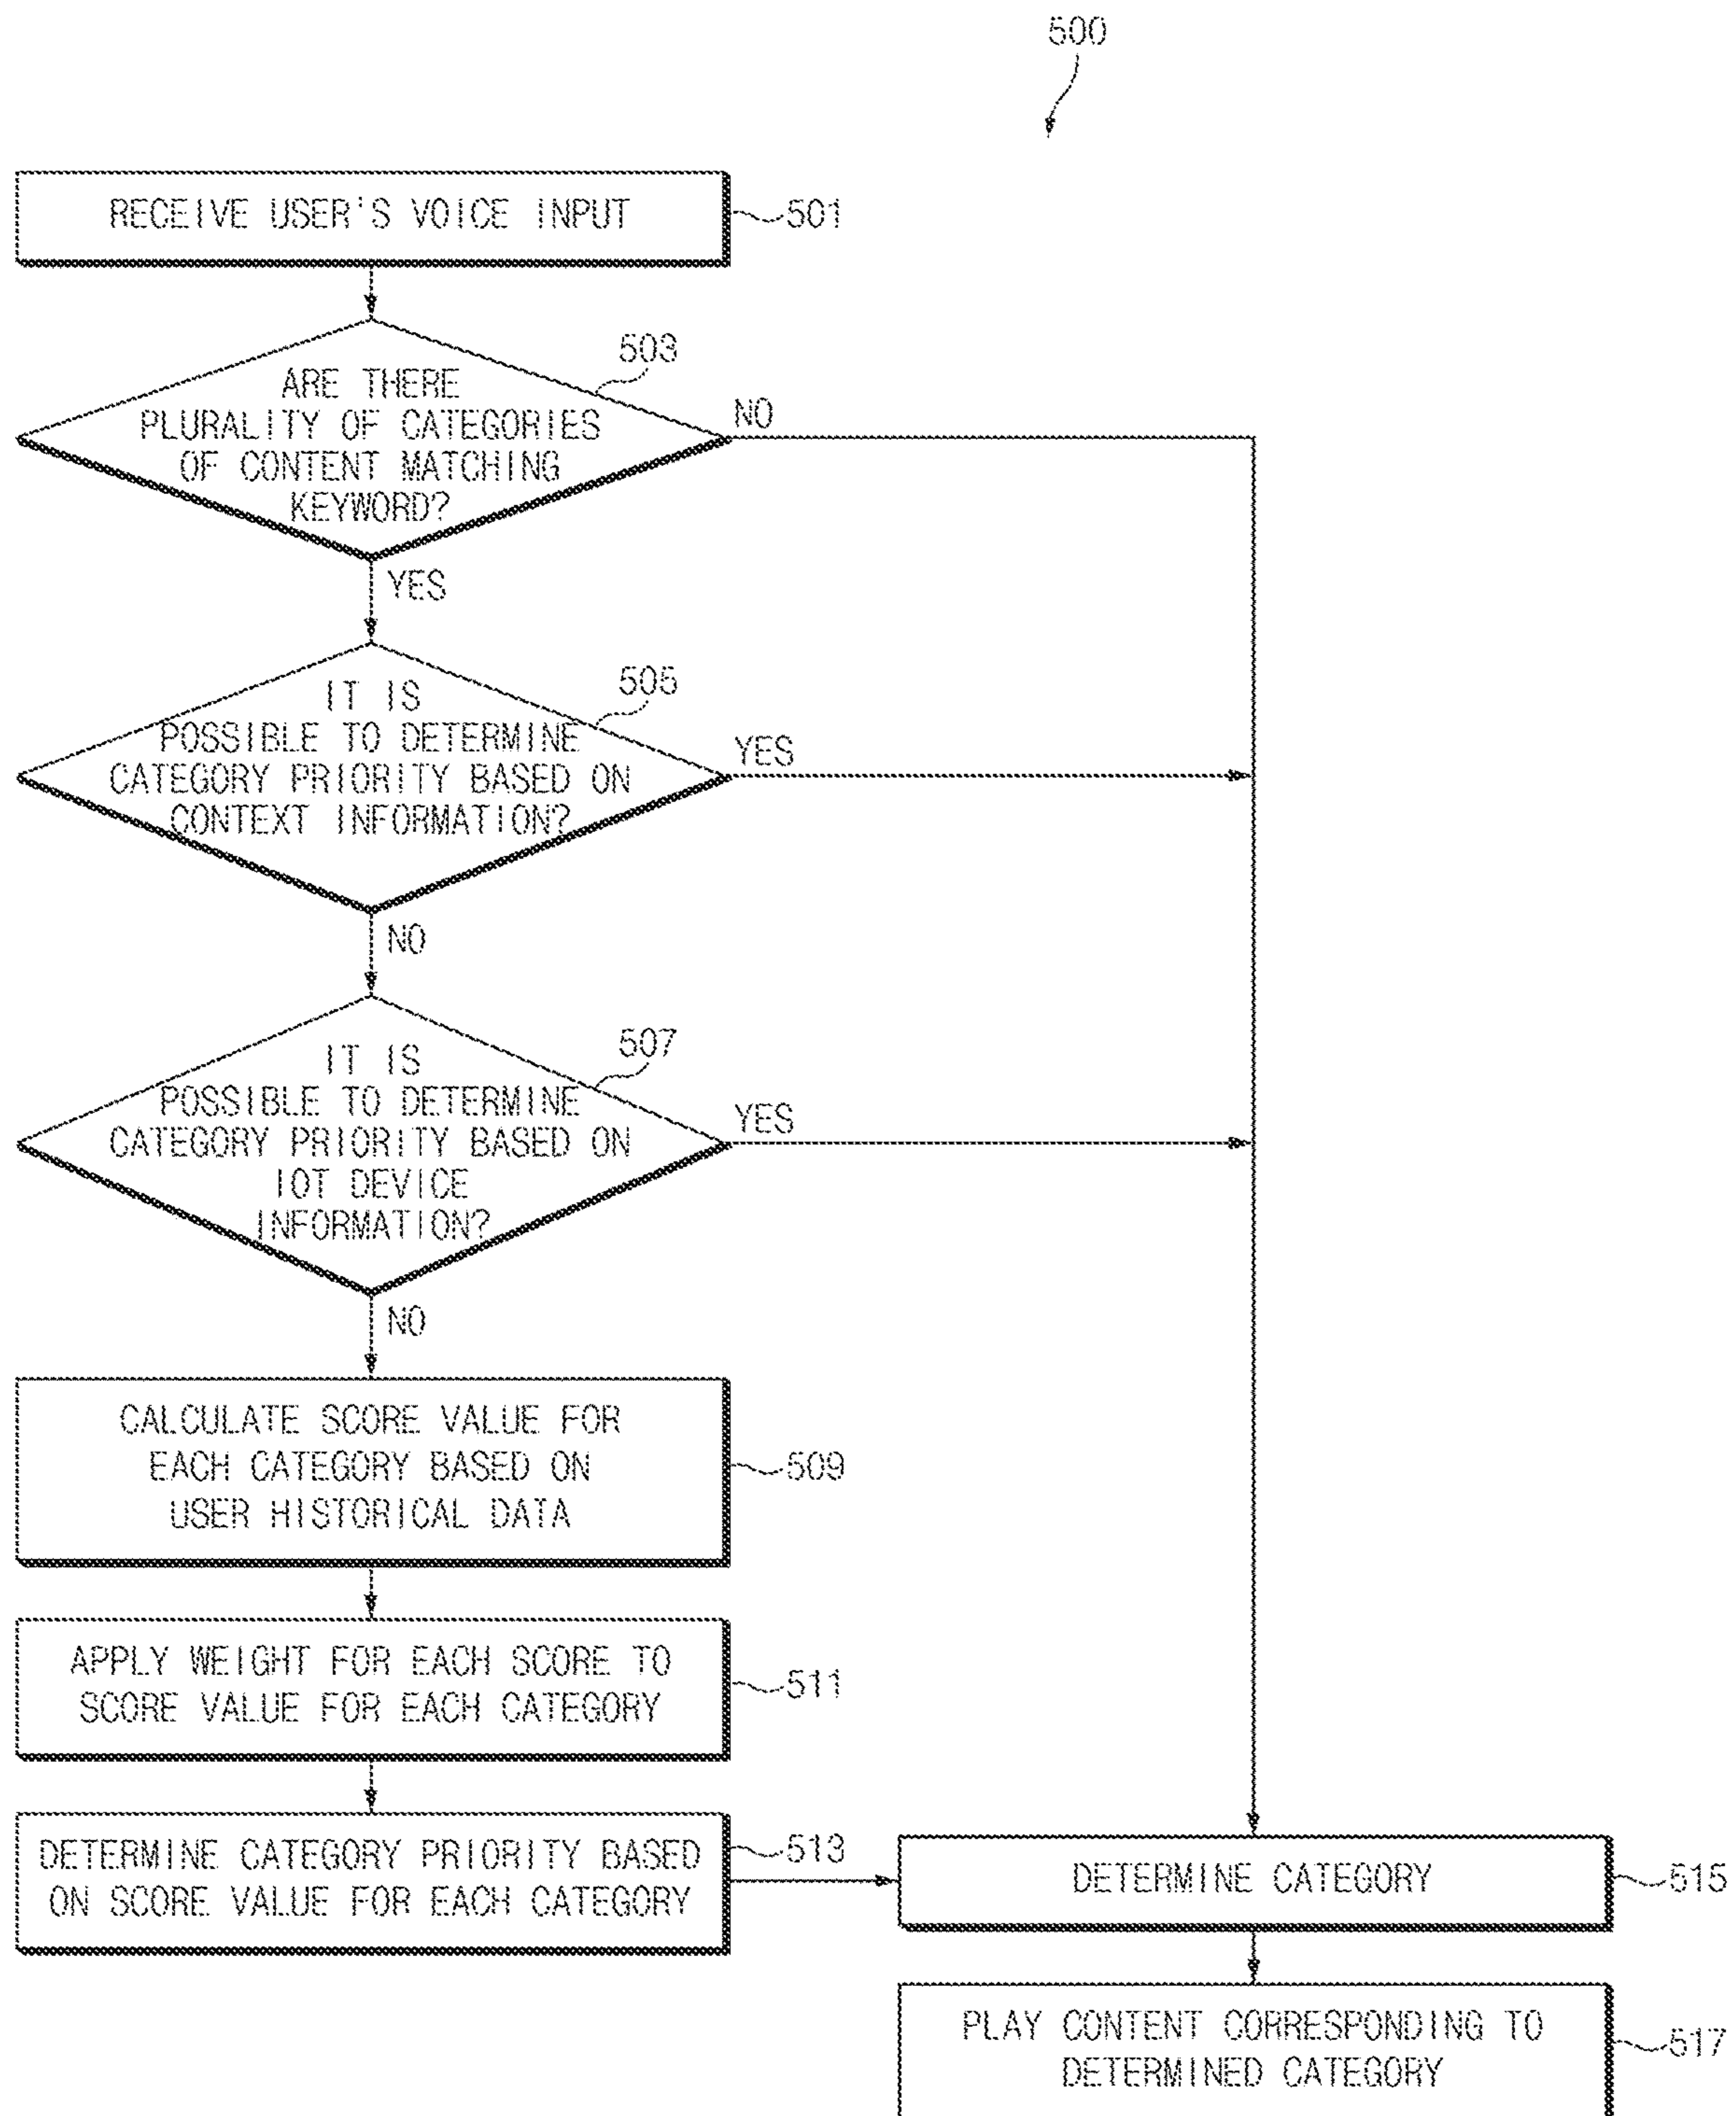 500
RECEIVE USER'S VOICE INPUT
501
503
ARE THERE
PLURALITY OF CATEGORIES
OF CONTENT MATCHING
KEYWORD?
NO
YES
505
IT IS
POSSIBLE TO DETERMINE
CATEGORY PRIORITY BASED ON
CONTEXT INFORMATION?
YES
NO
507
IT IS
POSSIBLE TO DETERMINE
CATEGORY PRIORITY BASED ON
IOT DEVICE
INFORMATION?
YES
NO
CALCULATE SCORE VALUE FOR
EACH CATEGORY BASED ON
USER HISTORICAL DATA
509
APPLY WEIGHT FOR EACH SCORE TO
SCORE VALUE FOR EACH CATEGORY
511
DETERMINE CATEGORY PRIORITY BASED
ON SCORE VALUE FOR EACH CATEGORY
513
DETERMINE CATEGORY
515
PLAY CONTENT CORRESPONDING TO
DETERMINED CATEGORY
517